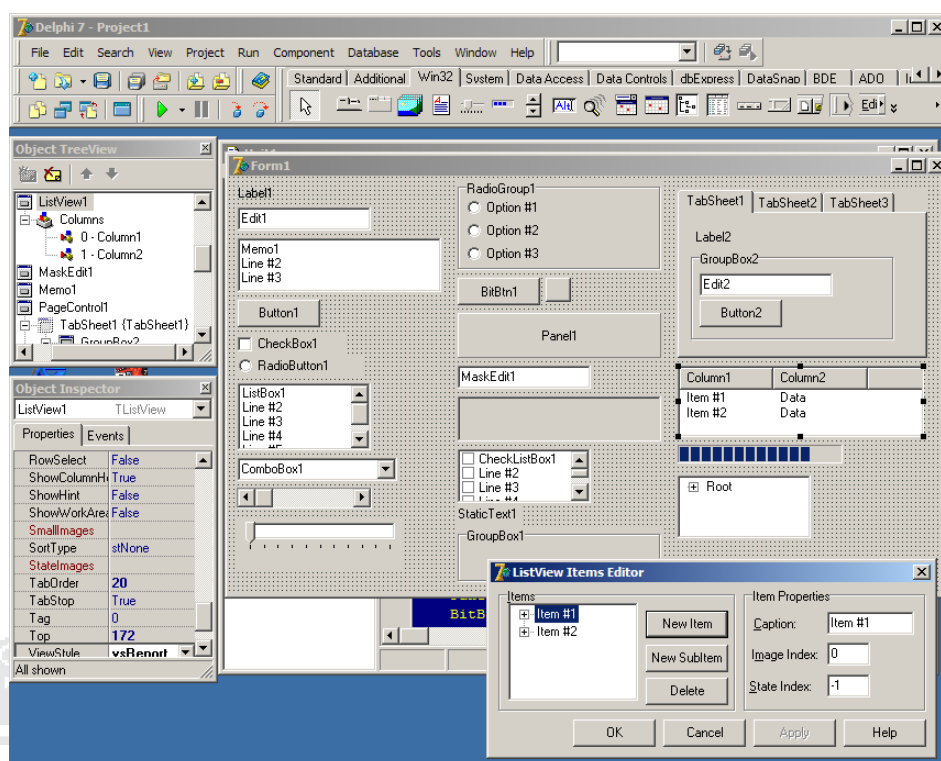 Delphi 7 - Project1
File Edit Search View Project Run Component Database Tools Window Help
Standard Additional Win32 System Data Access Data Controls dbExpress DataSnap BDE ADO
Object TreeView
ListView1
Columns
0 - Column1
1 - Column2
MaskEdit1
Memo1
PageControl1
TabSheet1 {TabSheet1}
GroupBox2
Object Inspector
ListView1 TListView
Properties Events
RowSelect False
ShowColumnH True
ShowHint False
ShowWorkArea False
SmallImages
SortType stNone
StateImages
TabOrder 20
TabStop True
Tag 0
Top 172
ViewStyle vsReport
All shown
Form1
Label1
Edit1
Memo1
Line #2
Line #3
Button1
CheckBox1
RadioButton1
ListBox1
Line #2
Line #3
Line #4
ComboBox1
RadioGroup1
Option #1
Option #2
Option #3
BitBtn1
Panel1
MaskEdit1
CheckListBox1
Line #2
Line #3
Line #4
StaticText1
GroupBox1
TabSheet1 TabSheet2 TabSheet3
Label2
GroupBox2
Edit2
Button2
Column1 Column2
Item #1 Data
Item #2 Data
Root
BitB
ListView Items Editor
Items
Item #1
Item #2
New Item
New SubItem
Delete
Item Properties
Caption: Item #1
Image Index: 0
State Index: -1
OK Cancel Apply Help